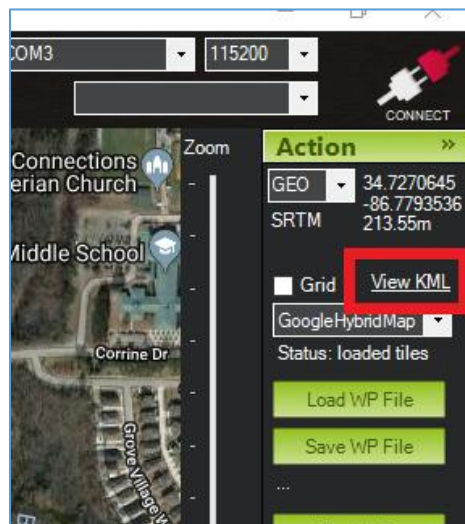 COM3
115200
CONNECT
Connections
erian Church
Middle School
Corrine Dr
Grove Village W
Zoom
Action »
GEO
34.7270645
-86.7793536
SRTM
213.55m
Grid
View KML
GoogleHybridMap
Status: loaded tiles
Load WP File
Save WP File
...